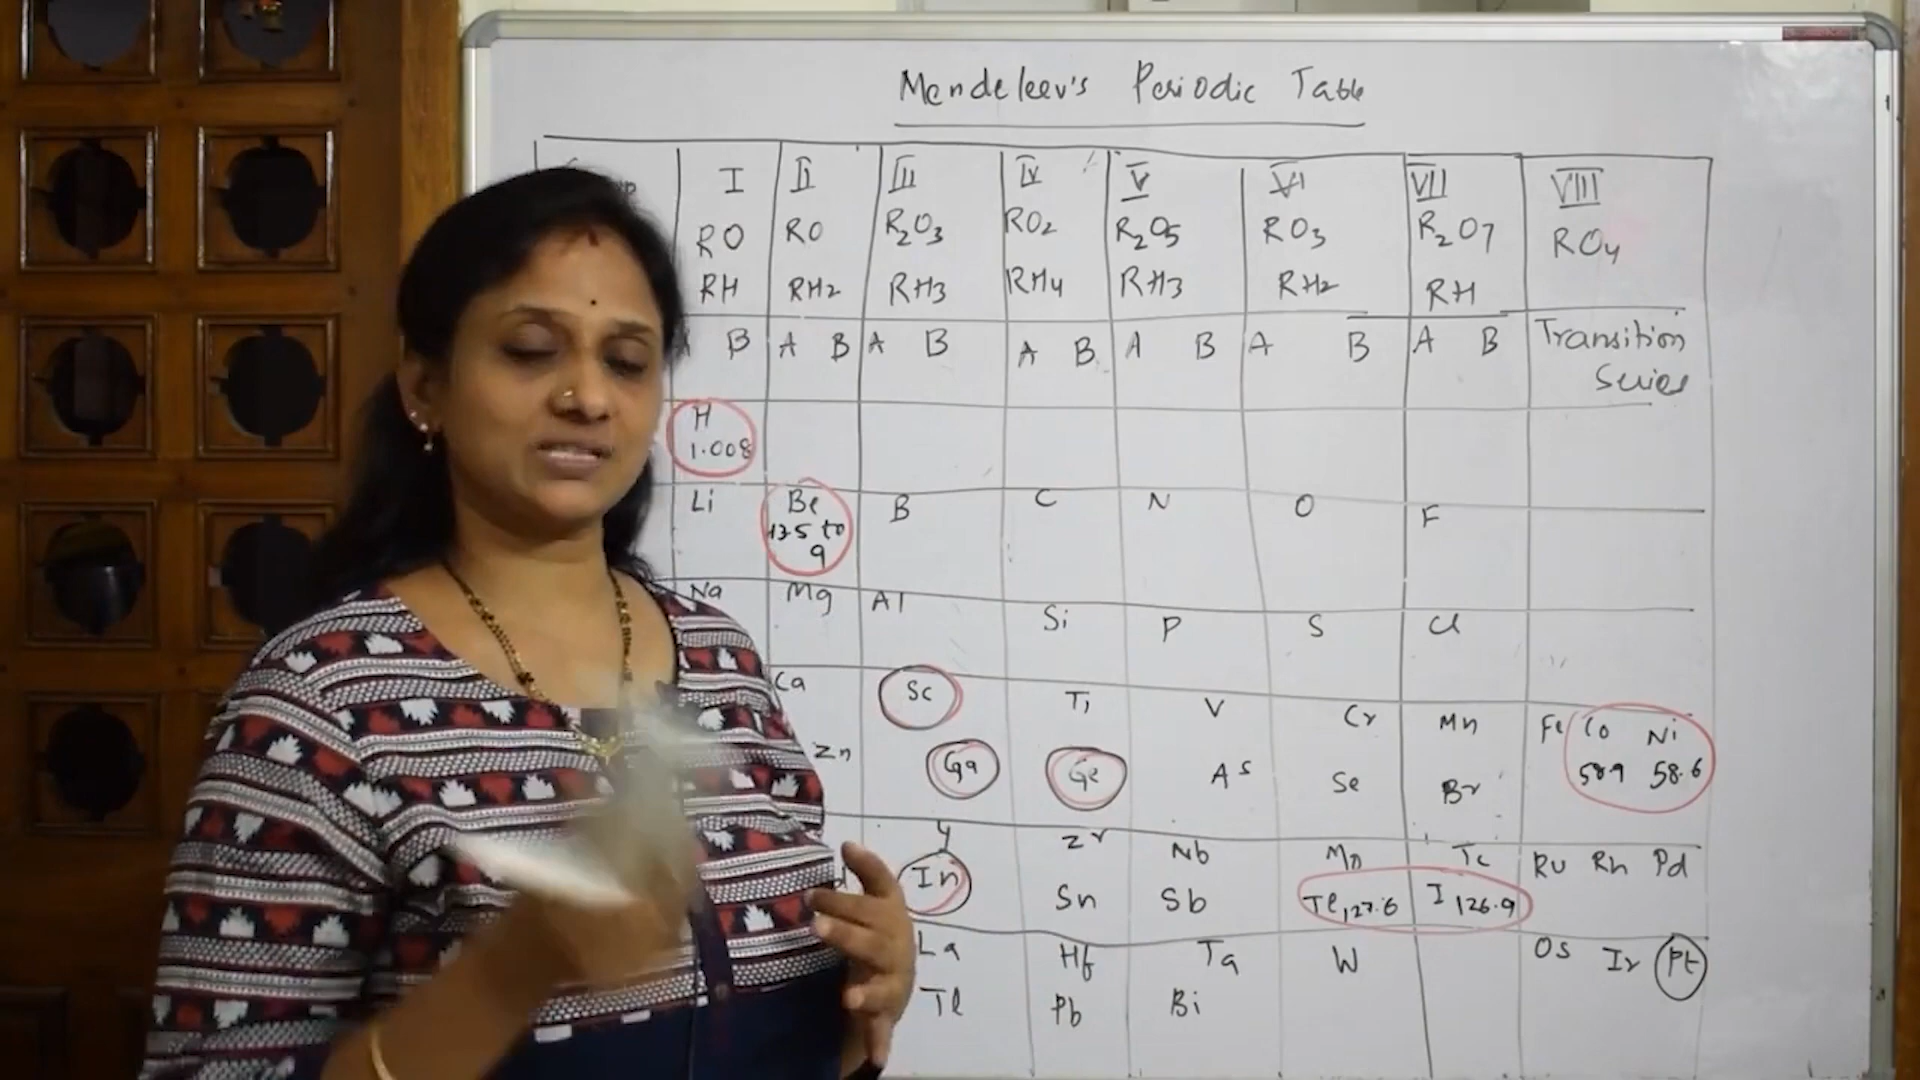 Mendeleev's Periodic Table
I II III IV V VI VII VIII
RO RO R2O3 RO2 R2O5 RO3 R2O7 RO4
RH RH2 RH3 RH4 RH3 RH2 RH
B A B A B A B A B A B A B Transition
Series
H
1.008
Li Be B C N O F
13.5 to
9
Na Mg Al Si P S Cl
Ca Sc Ti V Cr Mn Fe Co Ni
58.9 58.6
Zn Ga Ge As Se Br
Y Zr Nb Mo Tc Ru Rh Pd
In Sn Sb Te 127.6 I 126.9
La Hf Ta W Os Ir Pt
Tl Pb Bi